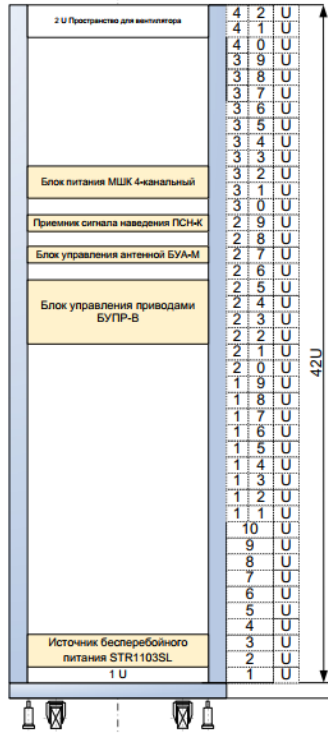 2 U Пространство для вентилятора
Блок питания МШК 4-канальный
Приемник сигнала наведения ПСН-К
Блок управления антенной БУА-М
Блок управления приводами
БУПР-В
Источник бесперебойного
питания STR1103SL
1 U
42 U
41 U
40 U
39 U
38 U
37 U
36 U
35 U
34 U
33 U
32 U
31 U
30 U
29 U
28 U
27 U
26 U
25 U
24 U
23 U
22 U
21 U
20 U
19 U
18 U
17 U
16 U
15 U
14 U
13 U
12 U
11 U
10 U
9 U
8 U
7 U
6 U
5 U
4 U
3 U
2 U
1 U
42U